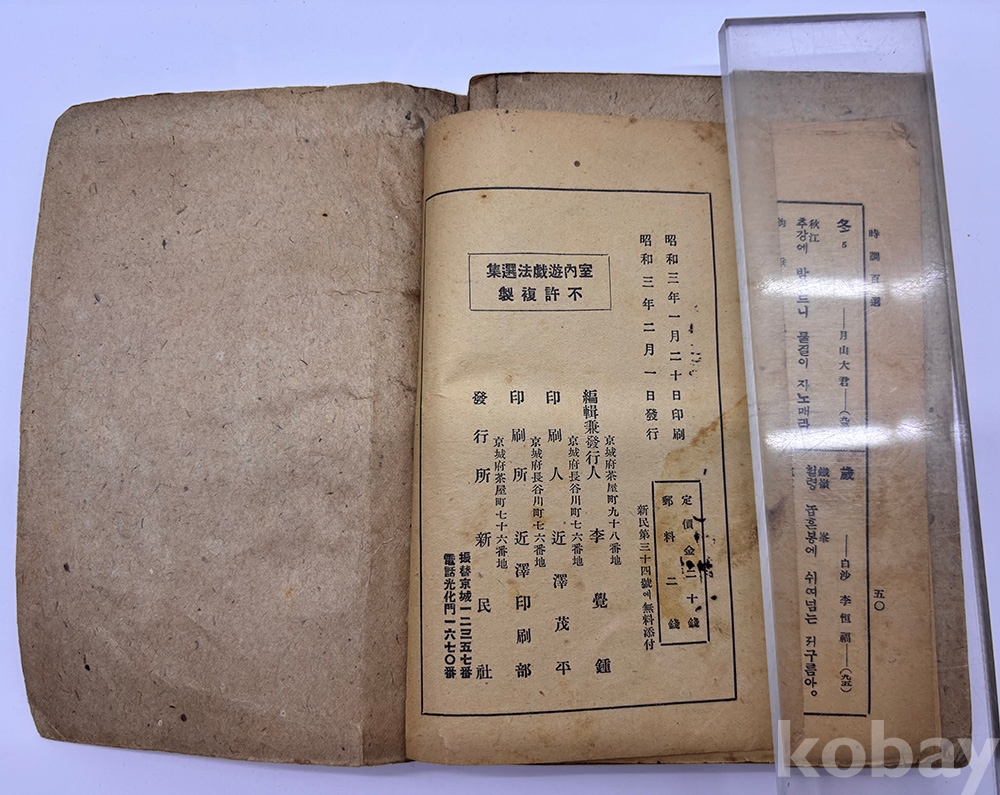 時調百選
五〇
冬
——月山大君——
秋江
추강에
드니 물결이 차노매라
歲
——白沙 李恒福——(九五)
鐵嶺 峯
철령 놉흔봉에 쉬여넘는 저구름아。
室內遊戱法選集
不許複製
昭和三年一月二十日印刷
昭和三年二月一日發行
定價金二十錢
郵料二錢
新民第三十四號에無料添付
京城府茶屋町九十八番地
編輯兼發行人 李覺鍾
京城府長谷川町七六番地
印刷人 近澤茂平
京城府長谷川町七六番地
印刷所 近澤印刷部
京城府茶屋町七十六番地
發行所 新民社
振替京城一二三五七番
電話光化門一六七〇番
kobay